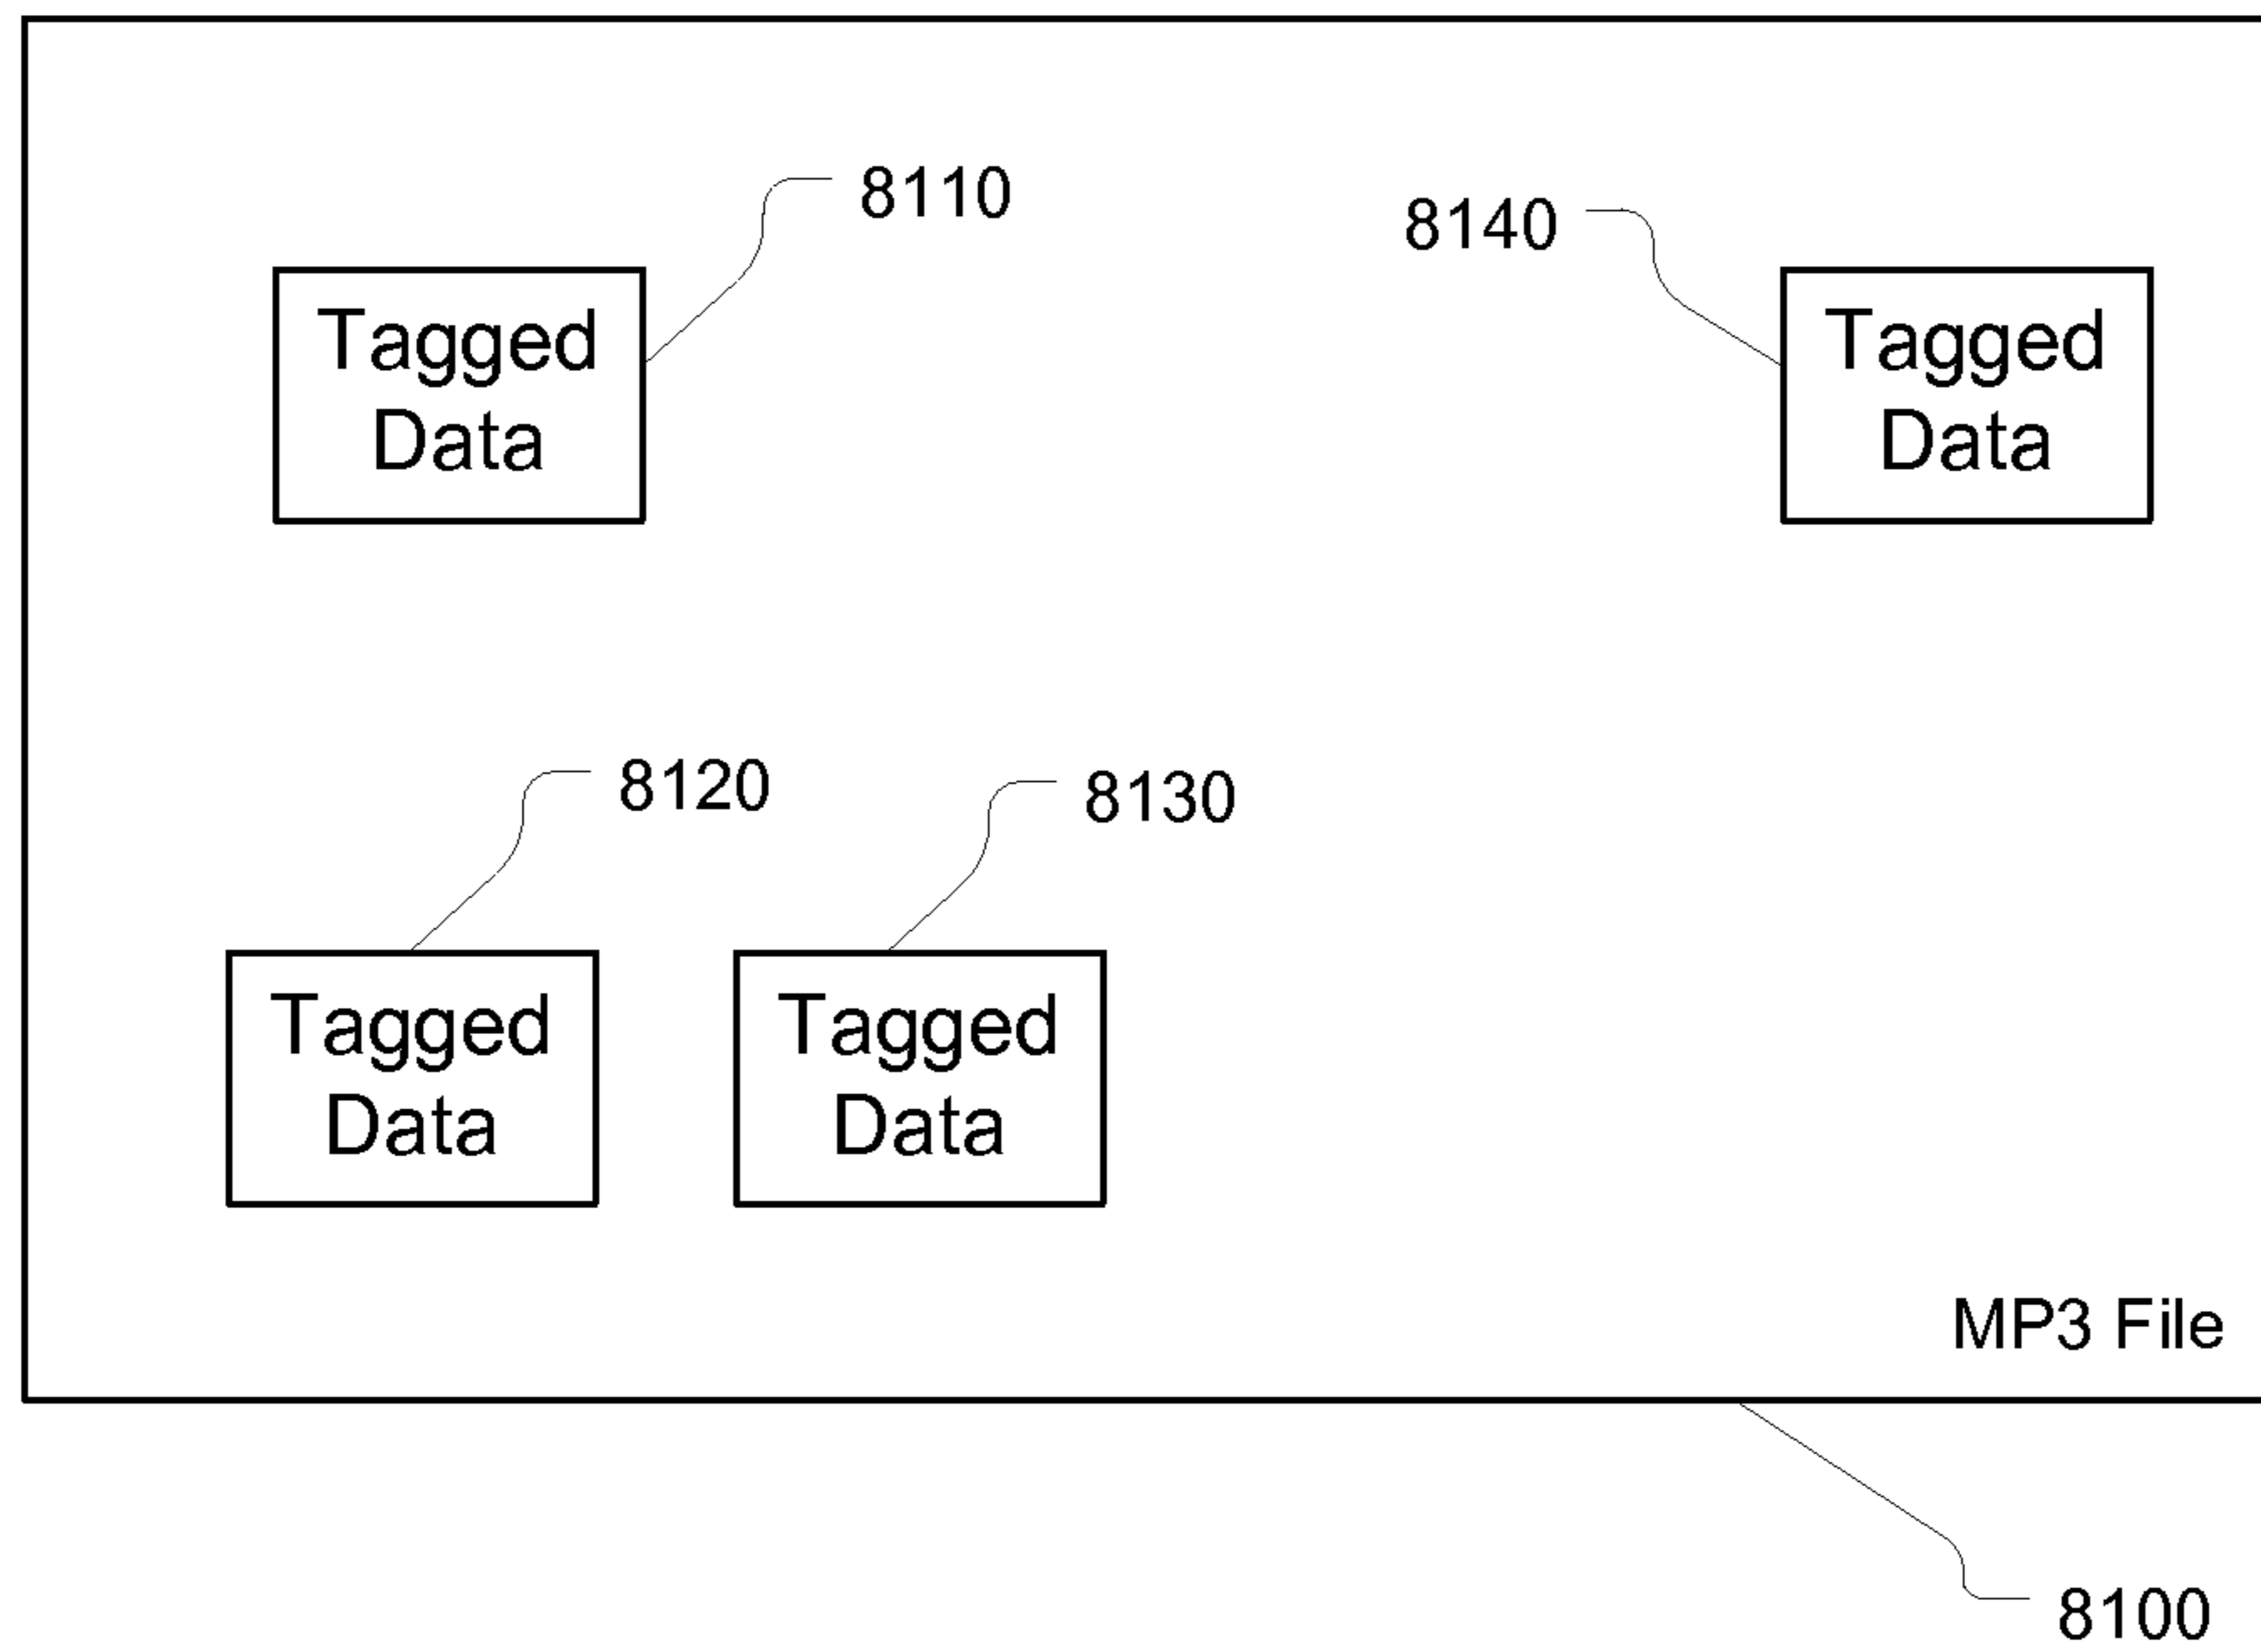 8110
8140
Tagged
Data
Tagged
Data
8120
8130
Tagged
Data
Tagged
Data
MP3 File
8100